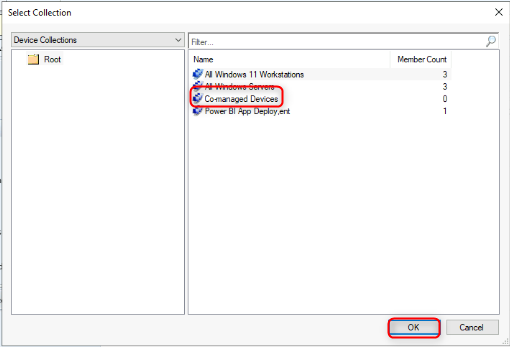 Select Collection
Device Collections
Filter...
Root
Name Member Count
All Windows 11 Workstations 3
All Windows Servers 3
Co-managed Devices 0
Power BI App Deploy,ent 1
OK Cancel